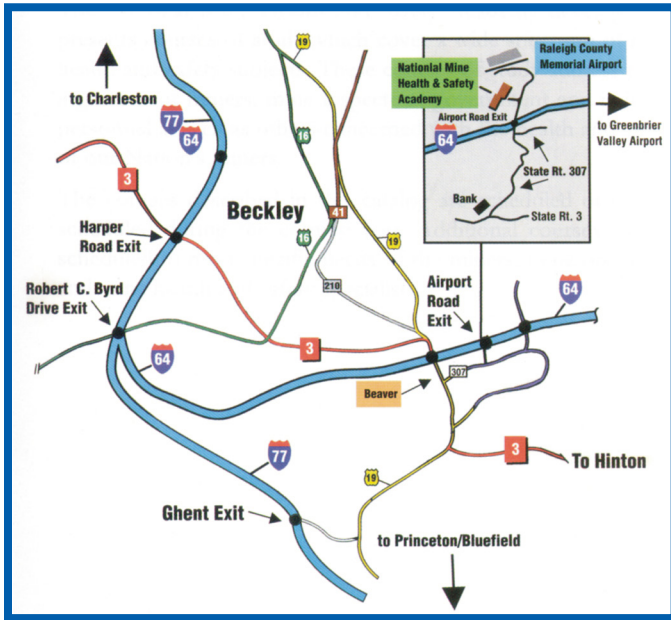 19
to Charleston
77
64
16
3
Beckley
41
Harper
Road Exit
16
19
210
Robert C. Byrd
Drive Exit
Airport
Road
Exit
64
3
64
307
Beaver
77
3
To Hinton
19
Ghent Exit
to Princeton/Bluefield
Raleigh County
Memorial Airport
Nationlal Mine
Health & Safety
Academy
Airport Road Exit
64
to Greenbrier
Valley Airport
State Rt. 307
Bank
State Rt. 3